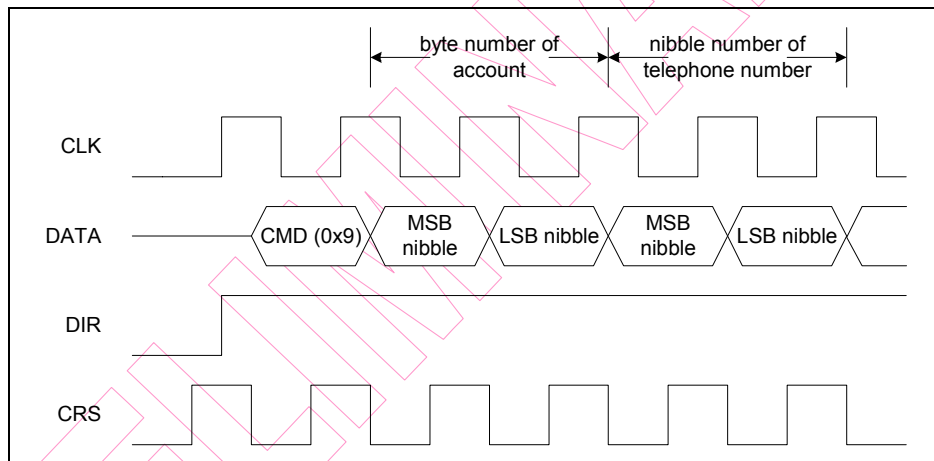 byte number of
account
nibble number of
telephone number
CLK
DATA
CMD (0x9)
MSB
nibble
LSB nibble
MSB
nibble
LSB nibble
DIR
CRS